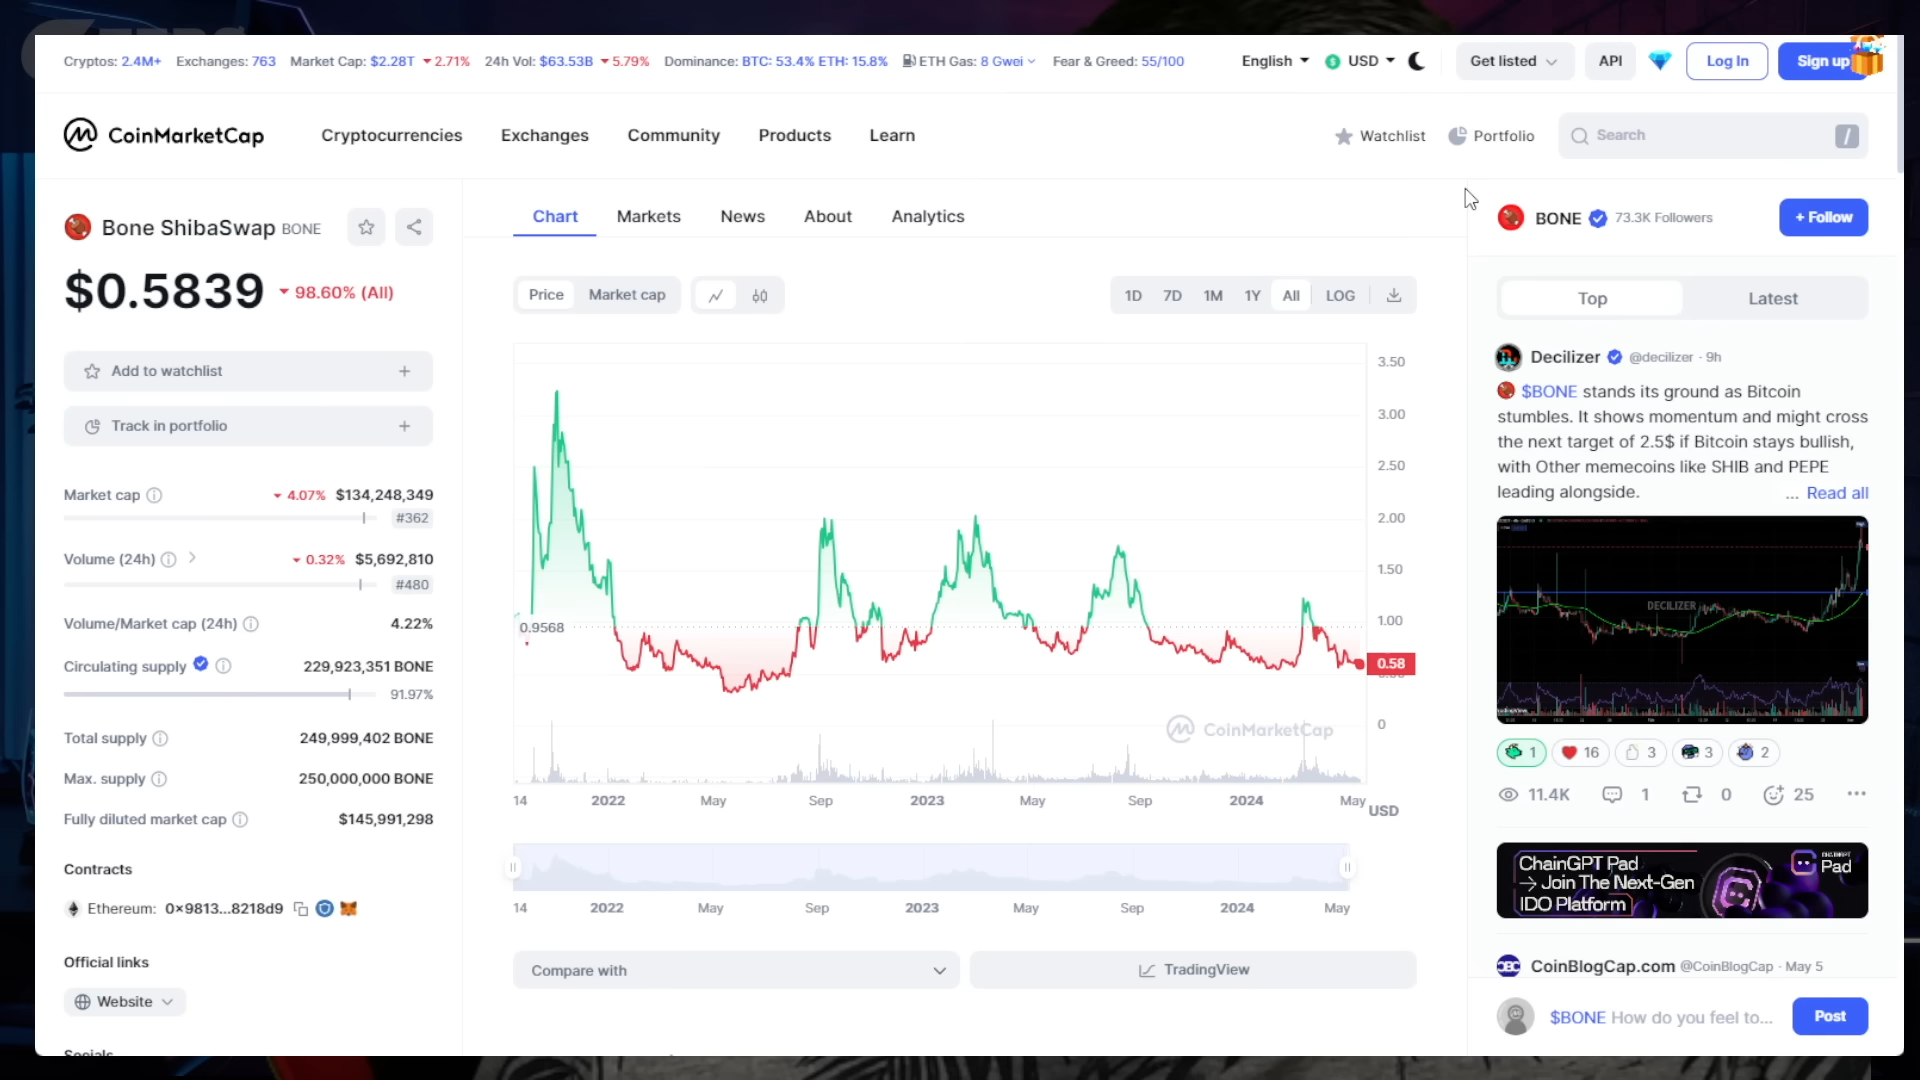 Cryptos: 2.4M+ Exchanges: 763 Market Cap: $2.28T 2.71% 24h Vol: $63.53B 5.79% Dominance: BTC: 53.4% ETH: 15.8% ETH Gas: 8 Gwei Fear & Greed: 55/100 English USD Get listed API Log In Sign up
CoinMarketCap Cryptocurrencies Exchanges Community Products Learn Watchlist Portfolio Search /
Bone ShibaSwap BONE
$0.5839 98.60% (All)
Add to watchlist +
Track in portfolio +
Market cap 4.07% $134,248,349
#362
Volume (24h) 0.32% $5,692,810
#480
Volume/Market cap (24h) 4.22%
Circulating supply 229,923,351 BONE
91.97%
Total supply 249,999,402 BONE
Max. supply 250,000,000 BONE
Fully diluted market cap $145,991,298
Contracts
Ethereum: 0x9813...8218d9
Official links
Website
Socials
Chart Markets News About Analytics
Price Market cap 1D 7D 1M 1Y All LOG
3.50
3.00
2.50
2.00
1.50
1.00
0.9568
0.58
0
CoinMarketCap
14 2022 May Sep 2023 May Sep 2024 May
USD
14 2022 May Sep 2023 May Sep 2024 May
Compare with TradingView
BONE 73.3K Followers + Follow
Top Latest
Decilizer @decilizer · 9h
$BONE stands its ground as Bitcoin
stumbles. It shows momentum and might cross
the next target of 2.5$ if Bitcoin stays bullish,
with Other memecoins like SHIB and PEPE
leading alongside. ... Read all
DECILIZER
1 16 3 3 2
11.4K 1 0 25
ChainGPT Pad
→ Join The Next-Gen
IDO Platform
Pad
CoinBlogCap.com @CoinBlogCap · May 5
$BONE How do you feel to... Post